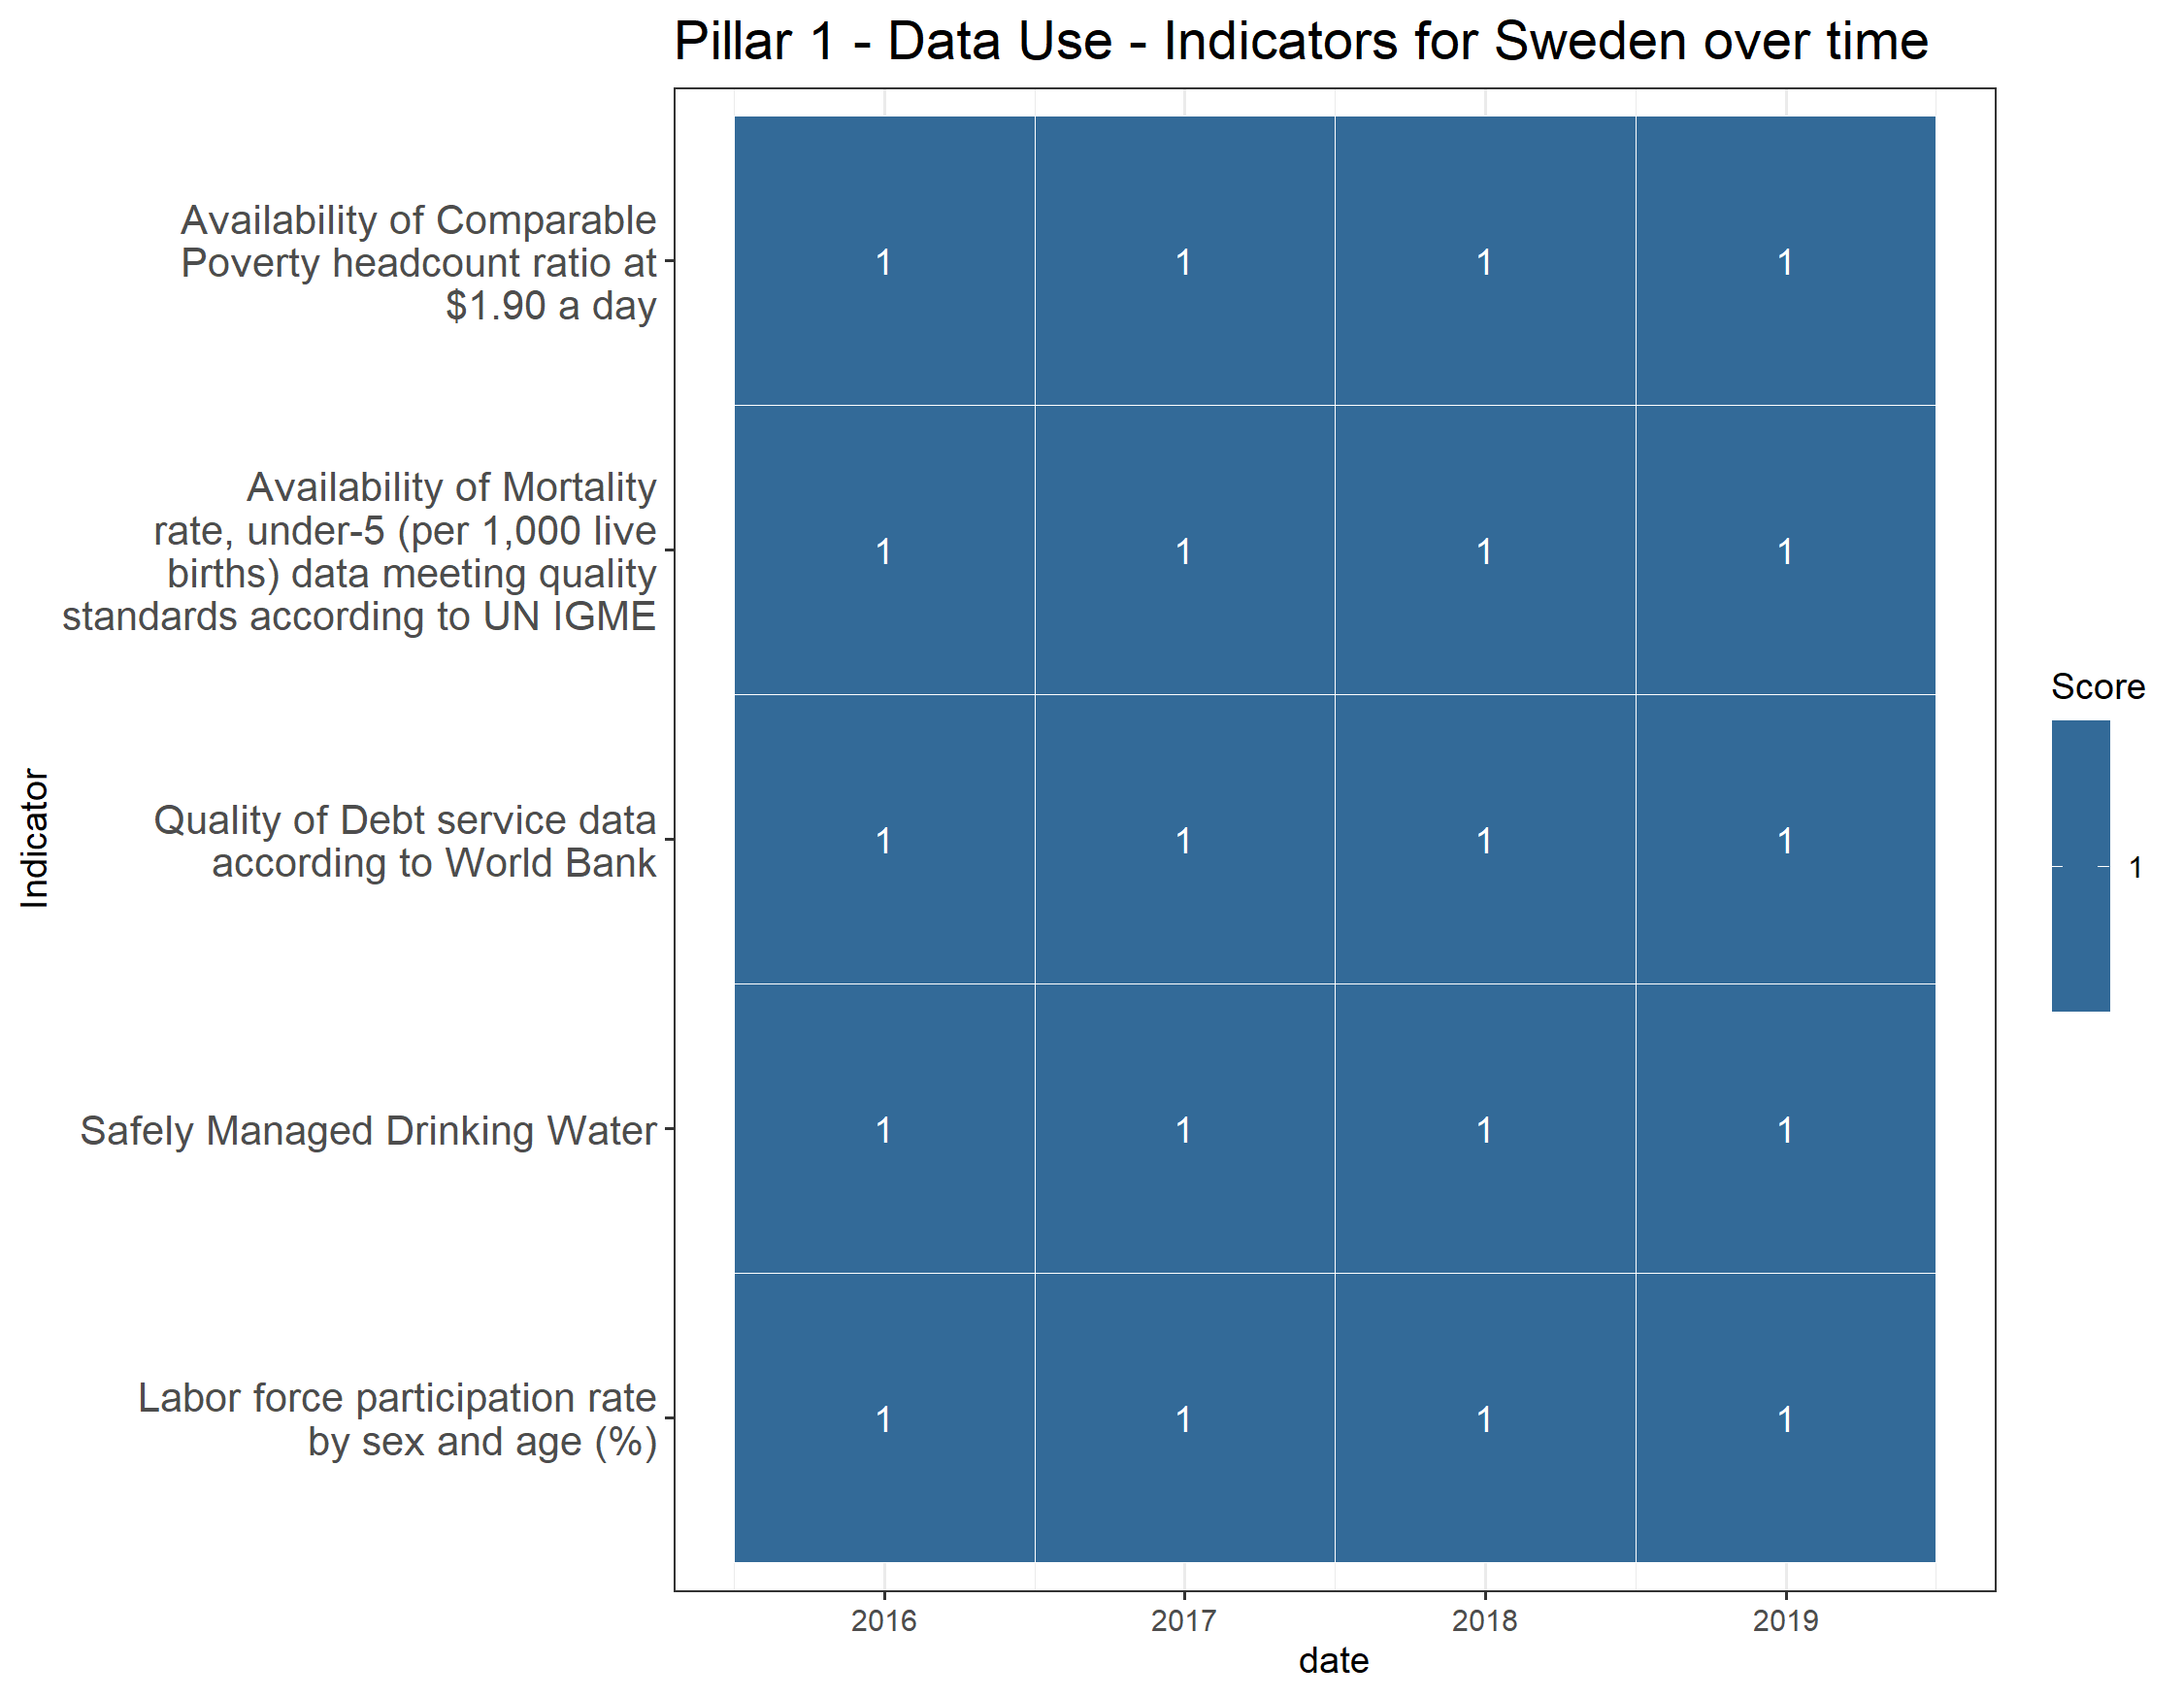 Pillar 1 - Data Use - Indicators for Sweden over time
Indicator
Availability of Comparable
Poverty headcount ratio at
$1.90 a day
1 1 1 1
Availability of Mortality
rate, under-5 (per 1,000 live
births) data meeting quality
standards according to UN IGME
1 1 1 1
Quality of Debt service data
according to World Bank
1 1 1 1
Safely Managed Drinking Water
1 1 1 1
Labor force participation rate
by sex and age (%)
1 1 1 1
2016 2017 2018 2019
date
Score
1